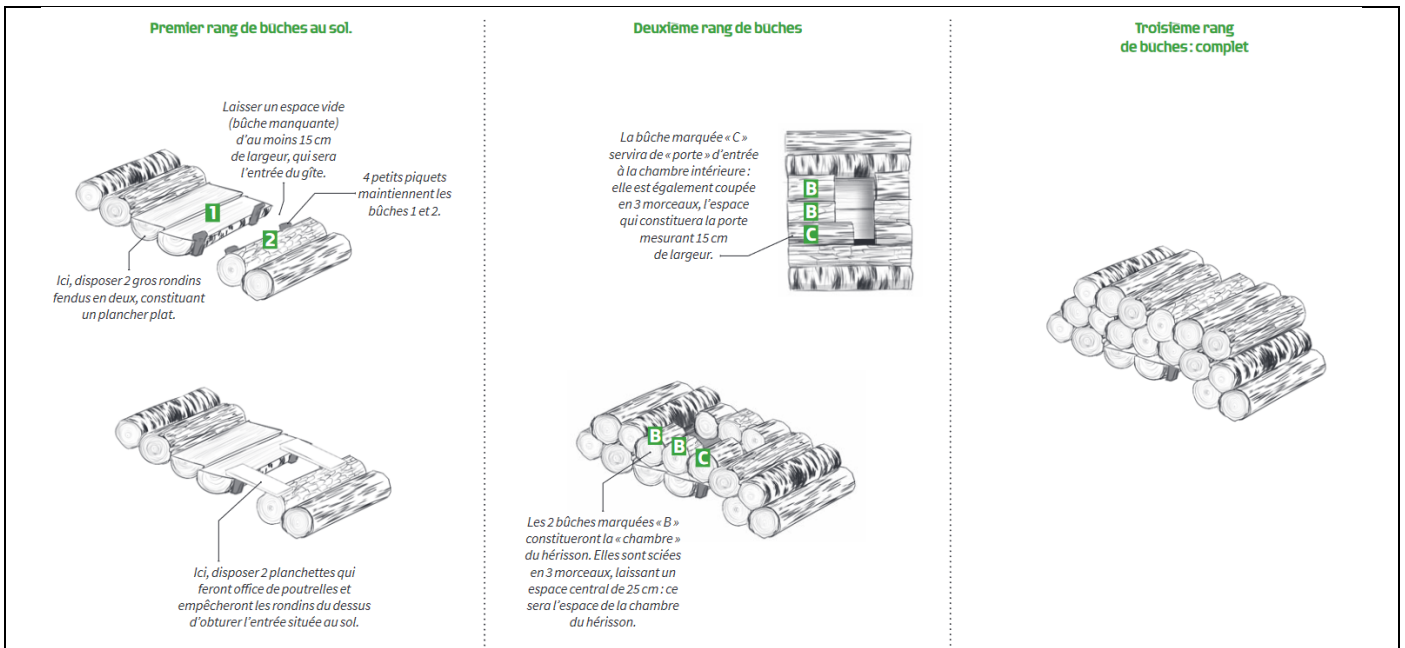 Premier rang de bûches au sol.
Laisser un espace vide
(bûche manquante)
d'au moins 15 cm
de largeur, qui sera
l'entrée du gîte.
4 petits piquets
maintiennent les
bûches 1 et 2.
1
2
Ici, disposer 2 gros rondins
fendus en deux, constituant
un plancher plat.
Ici, disposer 2 planchettes qui
feront office de poutrelles et
empêcheront les rondins du dessus
d'obturer l'entrée située au sol.
Deuxième rang de bûches
La bûche marquée « C »
servira de « porte » d'entrée
à la chambre intérieure :
elle est également coupée
en 3 morceaux, l'espace
qui constituera la porte
mesurant 15 cm
de largeur.
B
B
C
B
B
C
Les 2 bûches marquées « B »
constitueront la « chambre »
du hérisson. Elles sont sciées
en 3 morceaux, laissant un
espace central de 25 cm : ce
sera l'espace de la chambre
du hérisson.
Troisième rang
de bûches : complet